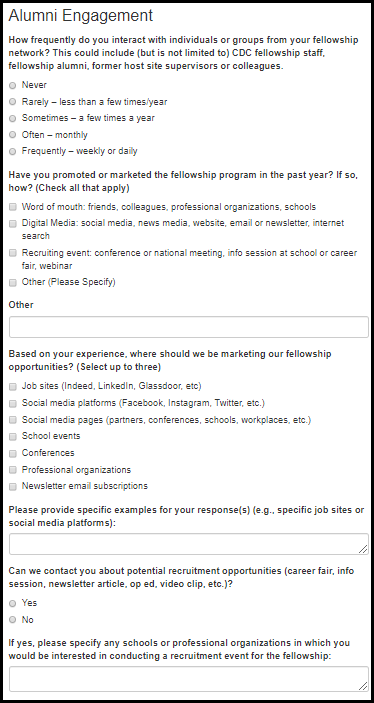 Alumni Engagement
How frequently do you interact with individuals or groups from your fellowship
network? This could include (but is not limited to) CDC fellowship staff,
fellowship alumni, former host site supervisors or colleagues.
Never
Rarely – less than a few times/year
Sometimes – a few times a year
Often – monthly
Frequently – weekly or daily
Have you promoted or marketed the fellowship program in the past year? If so,
how? (Check all that apply)
Word of mouth: friends, colleagues, professional organizations, schools
Digital Media: social media, news media, website, email or newsletter, internet
search
Recruiting event: conference or national meeting, info session at school or career
fair, webinar
Other (Please Specify)
Other
Based on your experience, where should we be marketing our fellowship
opportunities? (Select up to three)
Job sites (Indeed, LinkedIn, Glassdoor, etc)
Social media platforms (Facebook, Instagram, Twitter, etc.)
Social media pages (partners, conferences, schools, workplaces, etc.)
School events
Conferences
Professional organizations
Newsletter email subscriptions
Please provide specific examples for your response(s) (e.g., specific job sites or
social media platforms):
Can we contact you about potential recruitment opportunities (career fair, info
session, newsletter article, op ed, video clip, etc.)?
Yes
No
If yes, please specify any schools or professional organizations in which you
would be interested in conducting a recruitment event for the fellowship: